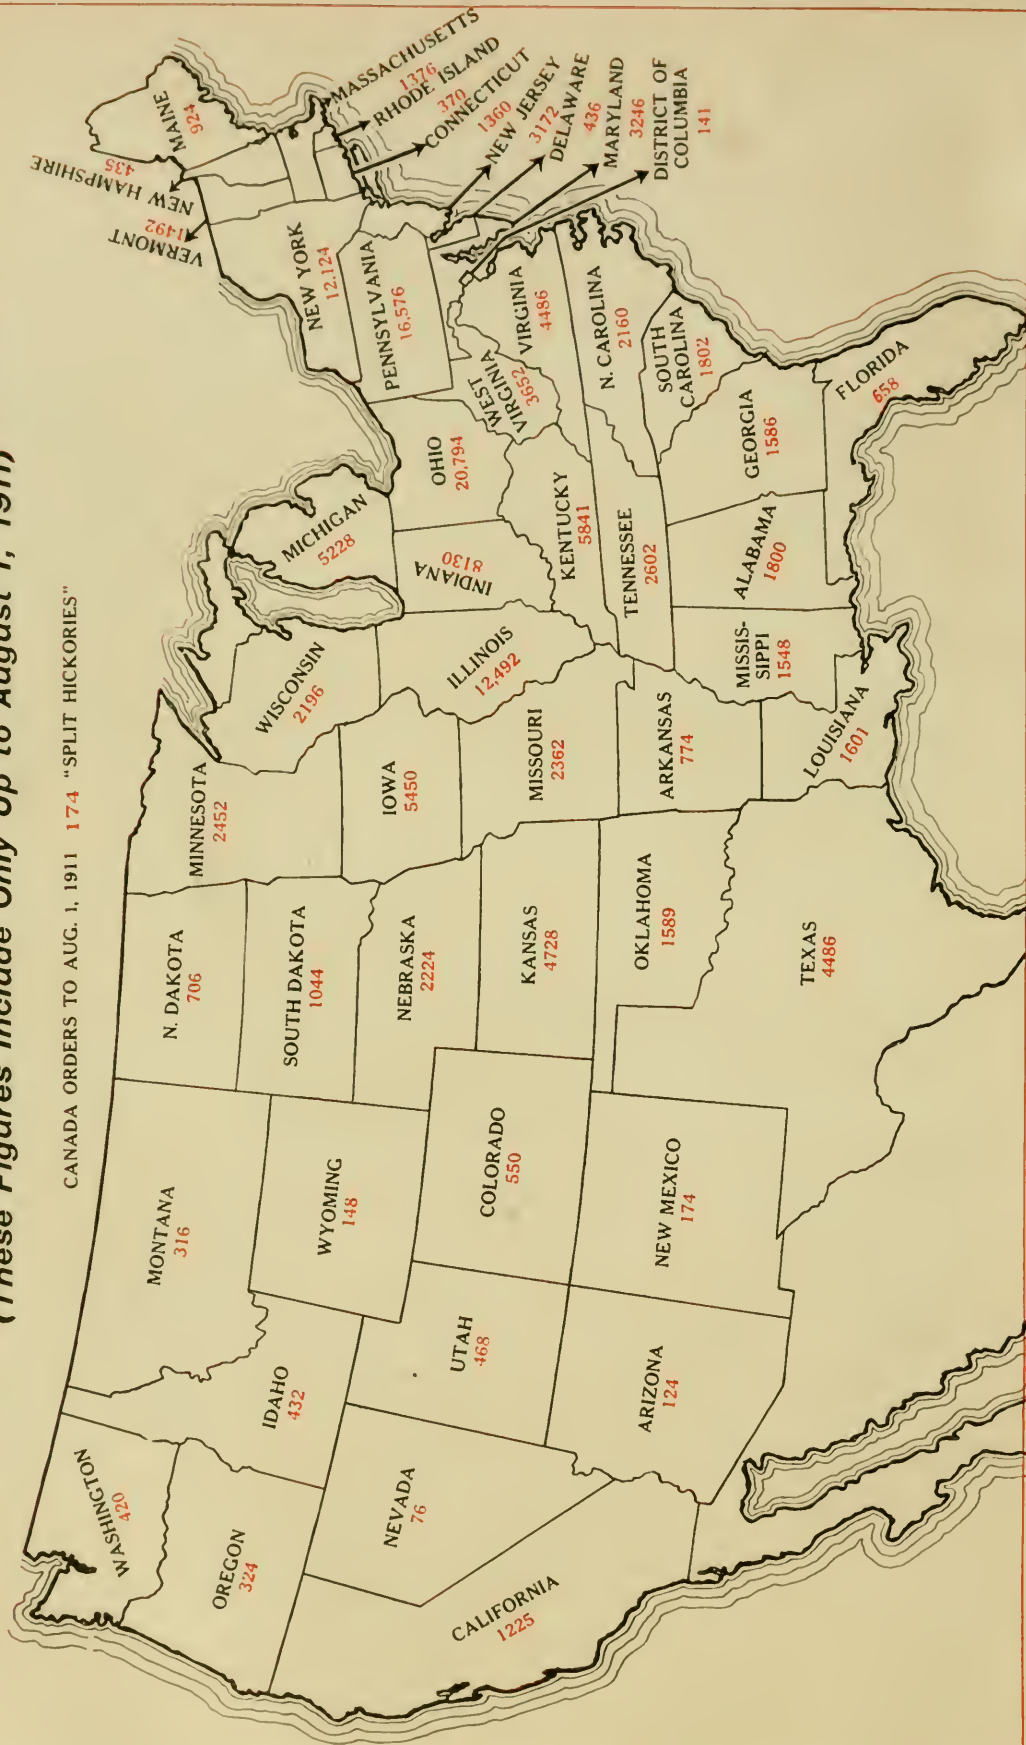 (These Figures Include Only Up to August 1, 1911)
CANADA ORDERS TO AUG. 1, 1911 174 "SPLIT HICKORIES"
WASHINGTON
420
OREGON
324
CALIFORNIA
1225
NEVADA
76
IDAHO
432
MONTANA
316
WYOMING
148
UTAH
468
ARIZONA
124
COLORADO
550
NEW MEXICO
174
N. DAKOTA
706
SOUTH DAKOTA
1044
NEBRASKA
2224
KANSAS
4728
OKLAHOMA
1589
TEXAS
4486
MINNESOTA
2452
IOWA
5450
MISSOURI
2362
ARKANSAS
774
LOUISIANA
1601
WISCONSIN
2196
ILLINOIS
12,492
MICHIGAN
5228
INDIANA
8130
OHIO
20,794
KENTUCKY
5841
TENNESSEE
2602
MISSIS-
SIPPI
1548
ALABAMA
1800
GEORGIA
1586
FLORIDA
658
SOUTH
CAROLINA
1802
N. CAROLINA
2160
VIRGINIA
4486
WEST
VIRGINIA
3652
PENNSYLVANIA
16,576
NEW YORK
12,124
VERMONT
1492
NEW HAMPSHIRE
435
MAINE
924
MASSACHUSETTS
1376
RHODE ISLAND
370
CONNECTICUT
1360
NEW JERSEY
3172
DELAWARE
436
MARYLAND
3246
DISTRICT OF
COLUMBIA
141